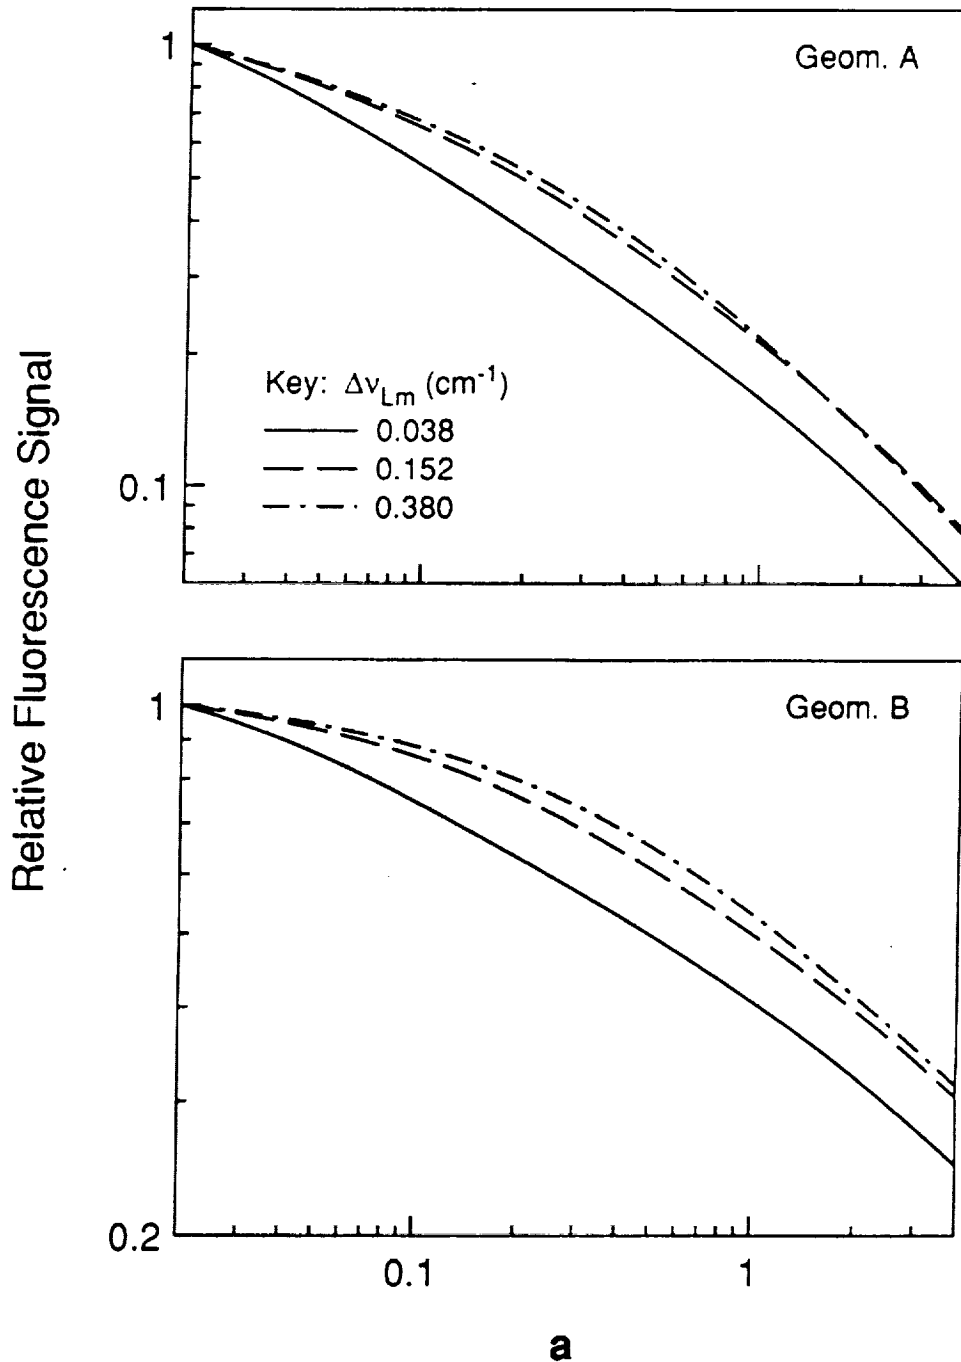 Relative Fluorescence Signal
1
Geom. A
0.1
Key: Δν_Lm (cm⁻¹)
0.038
0.152
0.380
1
Geom. B
0.2
0.1
1
a